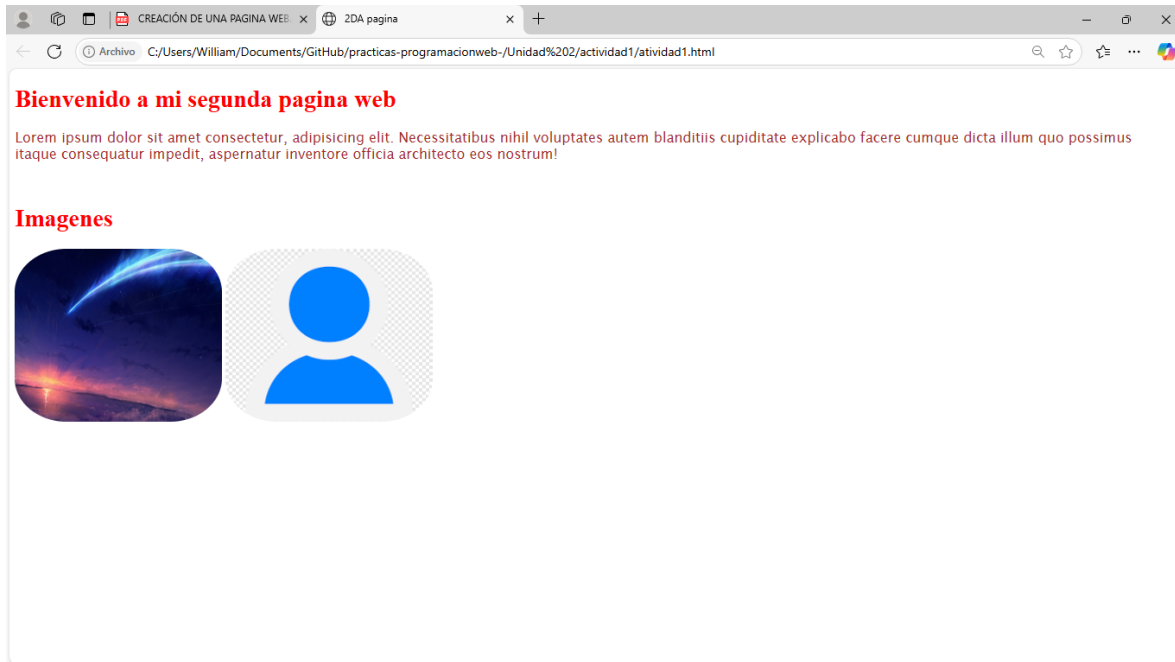 CREACIÓN DE UNA PAGINA WEB.
2DA pagina
Archivo
C:/Users/William/Documents/GitHub/practicas-programacionweb-/Unidad%202/actividad1/atividad1.html
Bienvenido a mi segunda pagina web
Lorem ipsum dolor sit amet consectetur, adipisicing elit. Necessitatibus nihil voluptates autem blanditiis cupiditate explicabo facere cumque dicta illum quo possimus
itaque consequatur impedit, aspernatur inventore officia architecto eos nostrum!
Imagenes